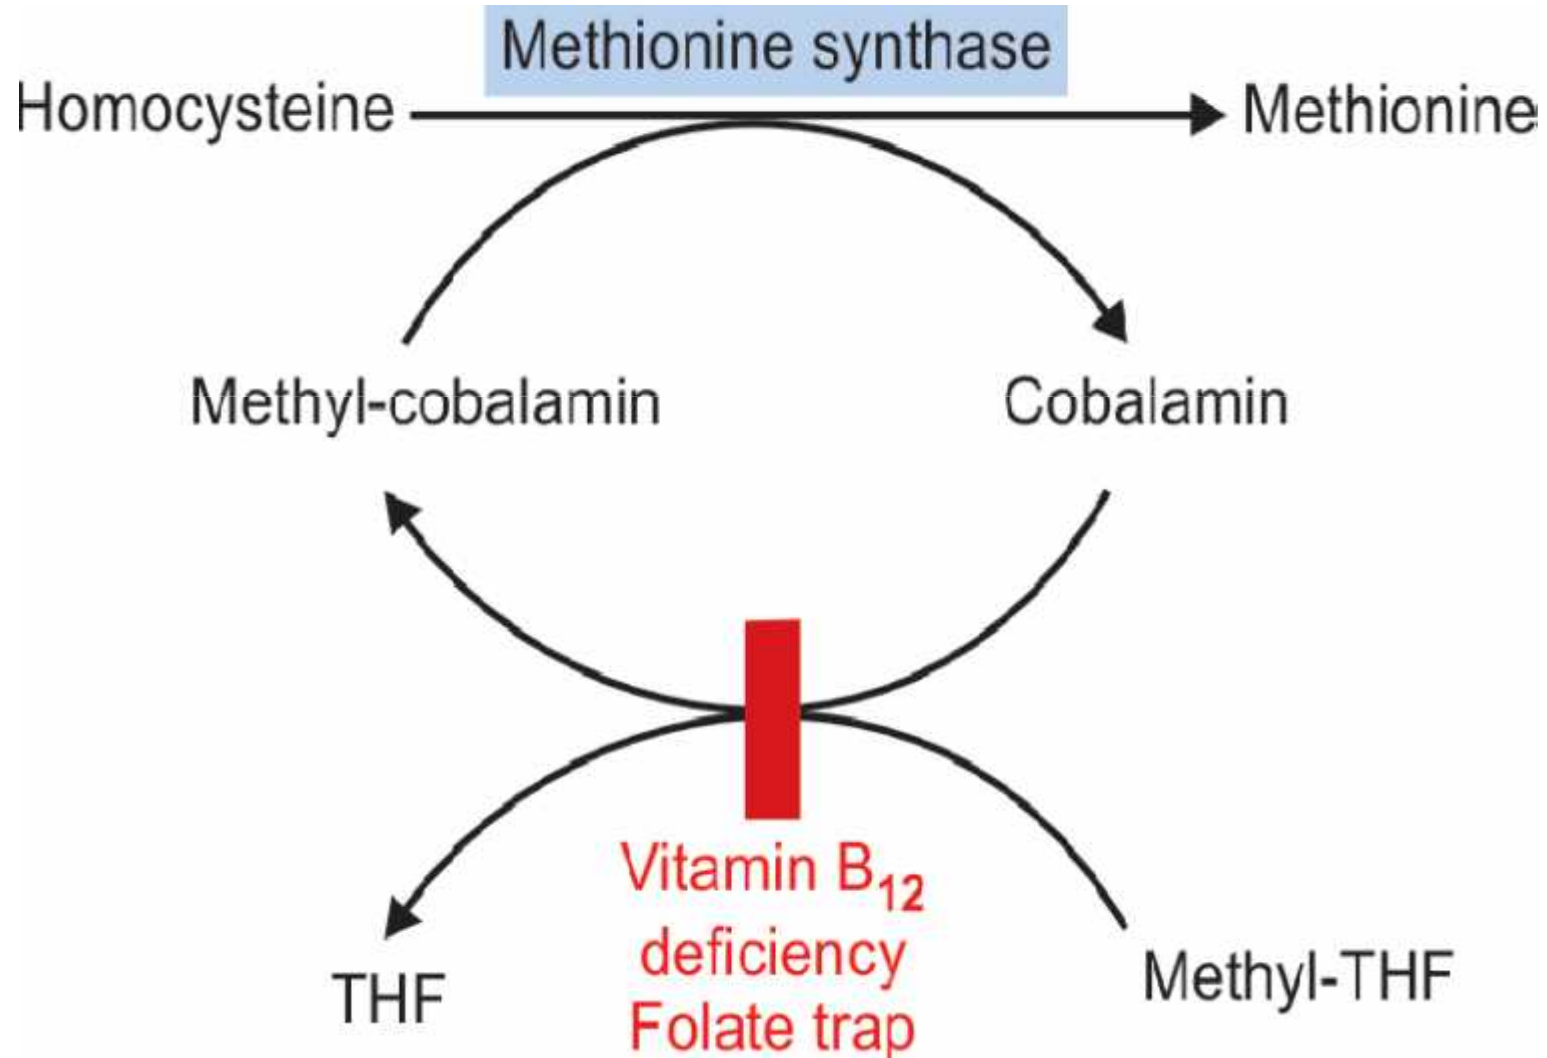 Methionine synthase
Homocysteine
Methionine
Methyl-cobalamin
Cobalamin
Vitamin B12
deficiency
Folate trap
THF
Methyl-THF